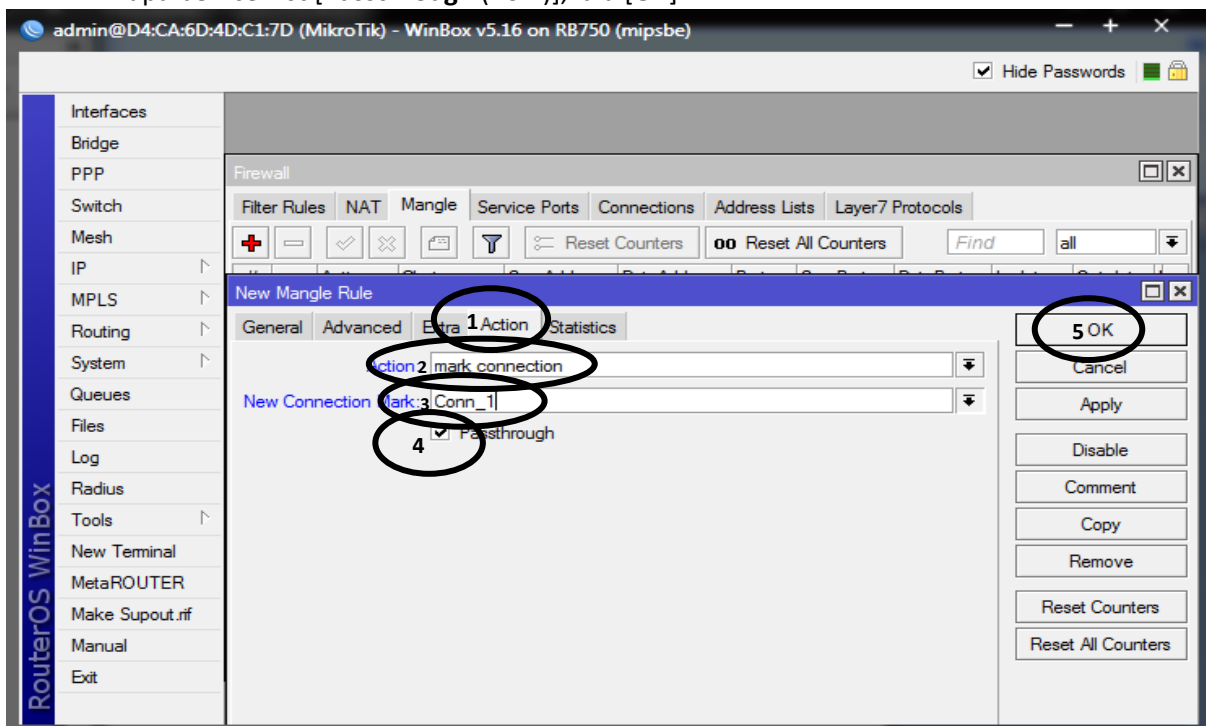 admin@D4:CA:6D:4D:C1:7D (MikroTik) - WinBox v5.16 on RB750 (mipsbe)
Hide Passwords
RouterOS WinBox
Interfaces
Bridge
PPP
Switch
Mesh
IP
MPLS
Routing
System
Queues
Files
Log
Radius
Tools
New Terminal
MetaROUTER
Make Supout.rif
Manual
Exit
Firewall
Filter Rules NAT Mangle Service Ports Connections Address Lists Layer7 Protocols
Reset Counters 00 Reset All Counters Find all
New Mangle Rule
General Advanced Extra 1 Action Statistics
Action: 2 mark connection
New Connection Mark: 3 Conn_1
4 Passthrough
5 OK
Cancel
Apply
Disable
Comment
Copy
Remove
Reset Counters
Reset All Counters